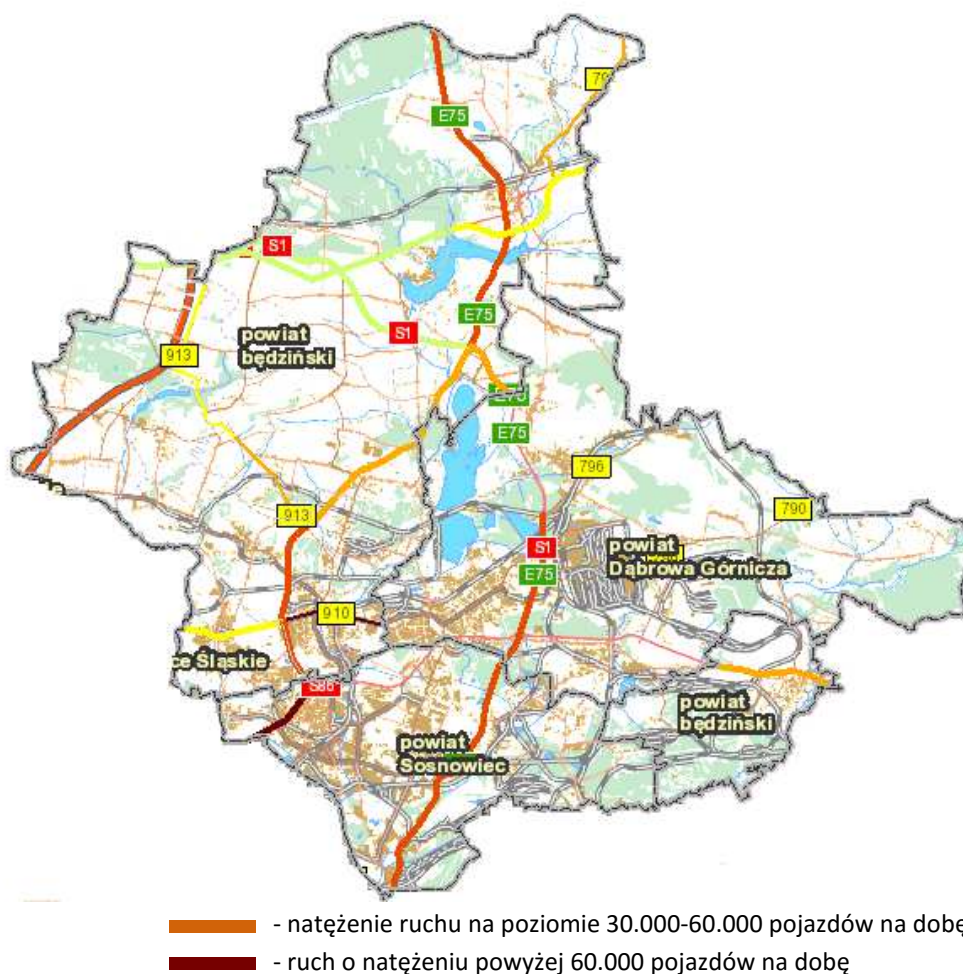 E75
S1
E75
S1
powiat
będziński
913
E75
796
790
913
S1
powiat
Dąbrowa Górnicza
E75
910
ce Śląskie
S86
powiat
będziński
powiat
Sosnowiec
- natężenie ruchu na poziomie 30.000-60.000 pojazdów na dobę
- ruch o natężeniu powyżej 60.000 pojazdów na dobę